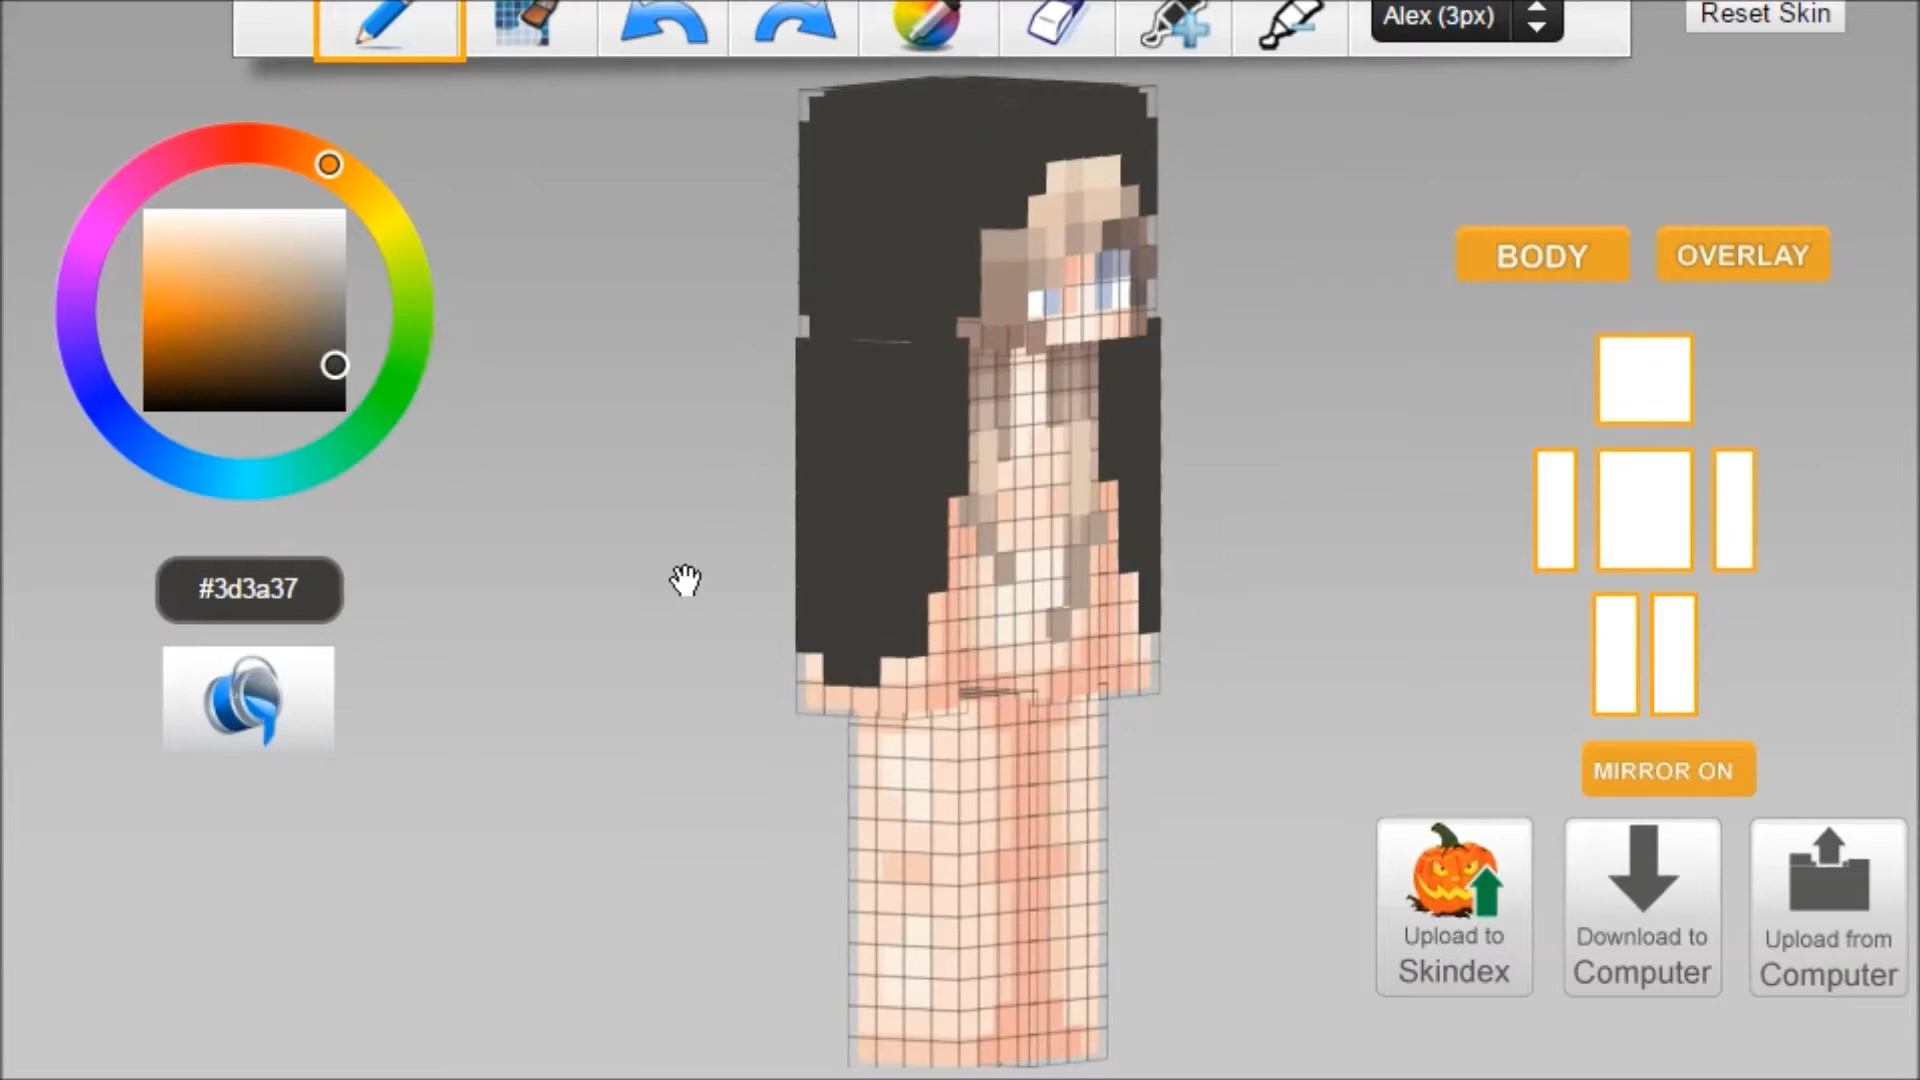 Alex (3px)
Reset Skin
BODY
OVERLAY
#3d3a37
MIRROR ON
Upload to
Skindex
Download to
Computer
Upload from
Computer